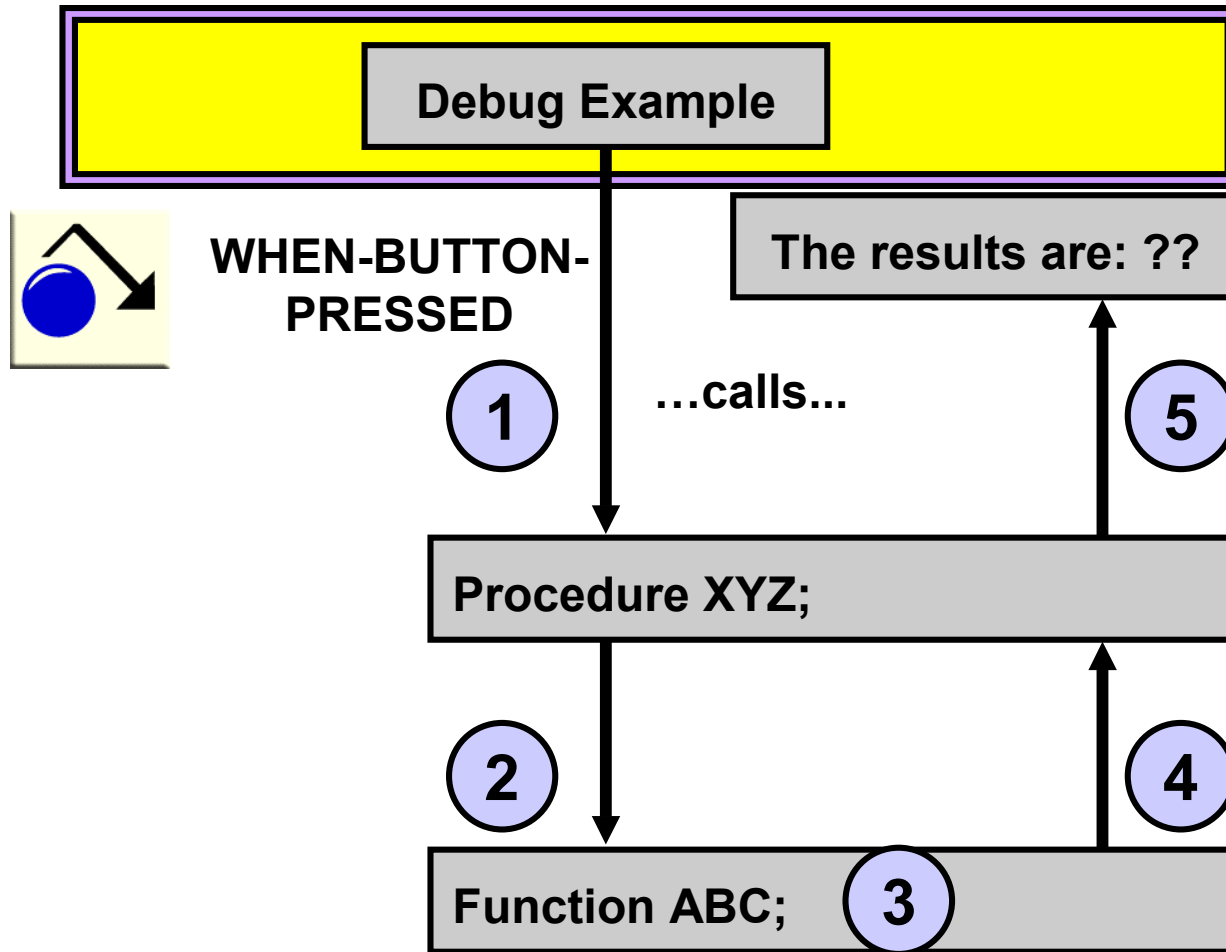 Debug Example
WHEN-BUTTON-
PRESSED
The results are: ??
1
…calls...
5
Procedure XYZ;
2
4
Function ABC;
3